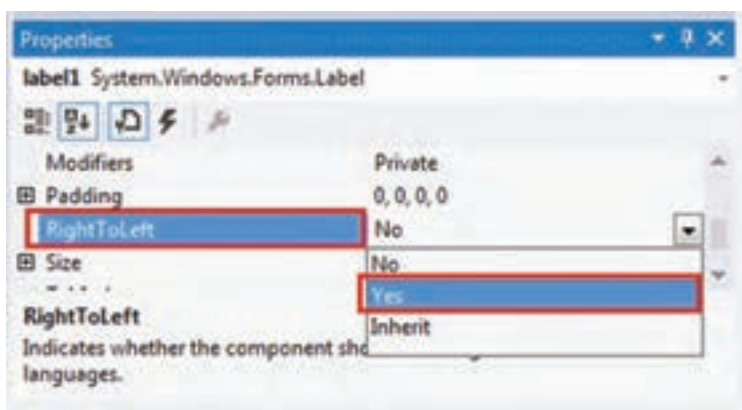 Properties
label1 System.Windows.Forms.Label
Modifiers Private
Padding 0, 0, 0, 0
RightToLeft No
Size No
Yes
Inherit
RightToLeft
Indicates whether the component
languages.